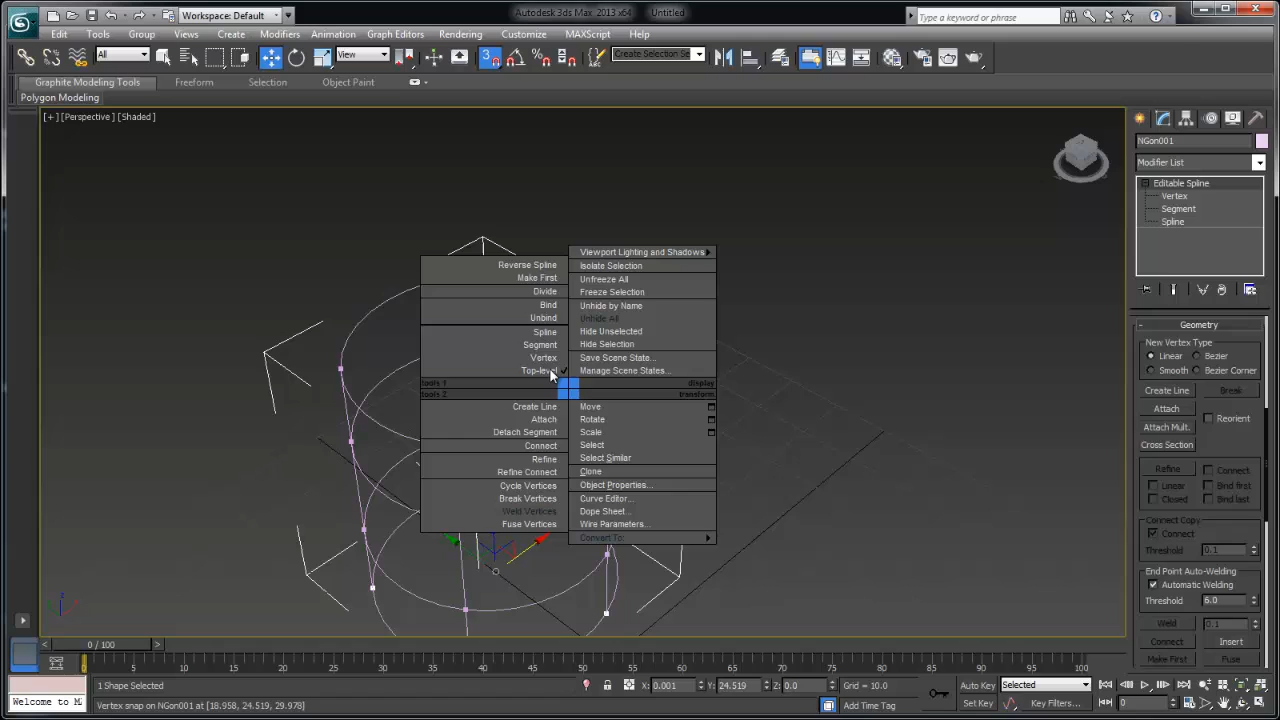 Workspace: Default
Autodesk 3ds Max 2013 x64 Untitled
Type a keyword or phrase
Edit Tools Group Views Create Modifiers Animation Graph Editors Rendering Customize MAXScript Help
All
View
3
Create Selection Se
Graphite Modeling Tools Freeform Selection Object Paint
Polygon Modeling
[ + ] [Perspective ] [Shaded ]
NGon001
Modifier List
Editable Spline
Vertex
Segment
Spline
Viewport Lighting and Shadows
Isolate Selection
Unfreeze All
Freeze Selection
Unhide by Name
Unhide All
Hide Unselected
Hide Selection
Save Scene State...
Manage Scene States...
display
Reverse Spline
Make First
Divide
Bind
Unbind
Spline
Segment
Vertex
Top-level
tools 1
tools 2
Create Line
Attach
Detach Segment
Connect
Refine
Refine Connect
Cycle Vertices
Break Vertices
Weld Vertices
Fuse Vertices
transform
Move
Rotate
Scale
Select
Select Similar
Clone
Object Properties...
Curve Editor...
Dope Sheet...
Wire Parameters...
Convert To:
- Geometry
New Vertex Type
Linear Bezier
Smooth Bezier Corner
Create Line Break
Attach Reorient
Attach Mult.
Cross Section
Refine Connect
Linear Bind first
Closed Bind last
Connect Copy
Connect
Threshold 0.1
End Point Auto-Welding
Automatic Welding
Threshold 6.0
Weld 0.1
Connect Insert
Make First Fuse
z
0 / 100
0 5 10 15 20 25 30 35 40 45 50 55 60 65 70 75 80 85 90 95 100
1 Shape Selected X: 0.001 Y: 24.519 Z: 0.0 Grid = 10.0 Auto Key Selected
Welcome to M
Vertex snap on NGon001 at [18.958, 24.519, 29.978] Add Time Tag Set Key Key Filters... 0